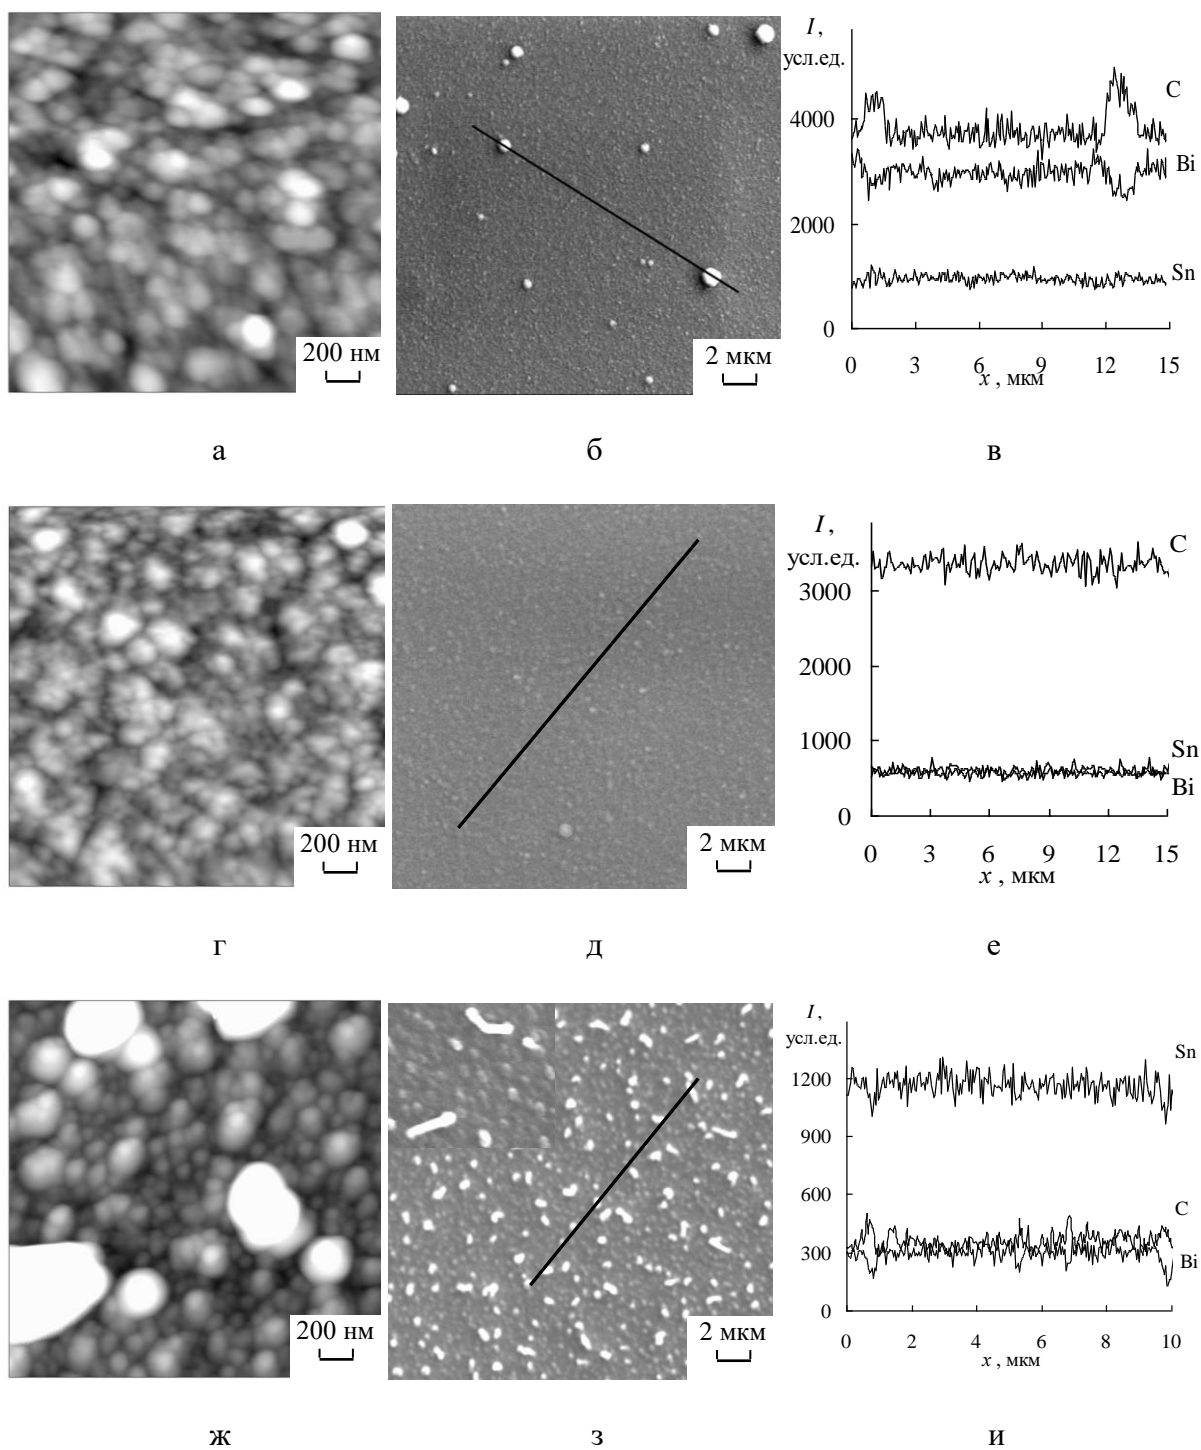 I ,
усл.ед.
C
4000
Bi
2000
Sn
0
0 3 6 9 12 15
x , мкм
200 нм
2 мкм
а б в
I ,
усл.ед.
C
3000
2000
1000
Sn
Bi
0
0 3 6 9 12 15
x , мкм
200 нм
2 мкм
г д е
I ,
усл.ед.
Sn
1200
900
600
C
300
Bi
0
0 2 4 6 8 10
x , мкм
200 нм
2 мкм
ж з и